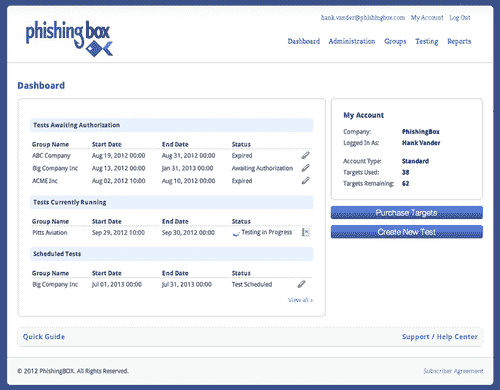 hank.vander@phishingbox.com My Account Log Out
phishingbox
Dashboard Administration Groups Testing Reports
Dashboard
Tests Awaiting Authorization
Group Name Start Date End Date Status
ABC Company Aug 19, 2012 00:00 Aug 31, 2012 00:00 Expired
Big Company Inc Aug 13, 2012 00:00 Jan 31, 2013 00:00 Awaiting Authorization
ACME Inc Aug 02, 2012 10:00 Aug 10, 2012 00:00 Expired
Tests Currently Running
Group Name Start Date End Date Status
Pitts Aviation Sep 29, 2012 10:00 Sep 30, 2012 00:00 Testing in Progress
Scheduled Tests
Group Name Start Date End Date Status
Big Company Inc Jul 01, 2013 00:00 Jul 31, 2013 00:00 Test Scheduled
View all »
My Account
Company: PhishingBox
Logged In As: Hank Vander
Account Type: Standard
Targets Used: 38
Targets Remaining: 62
Purchase Targets
Create New Test
Quick Guide Support / Help Center
© 2012 PhishingBOX. All Rights Reserved. Subscriber Agreement